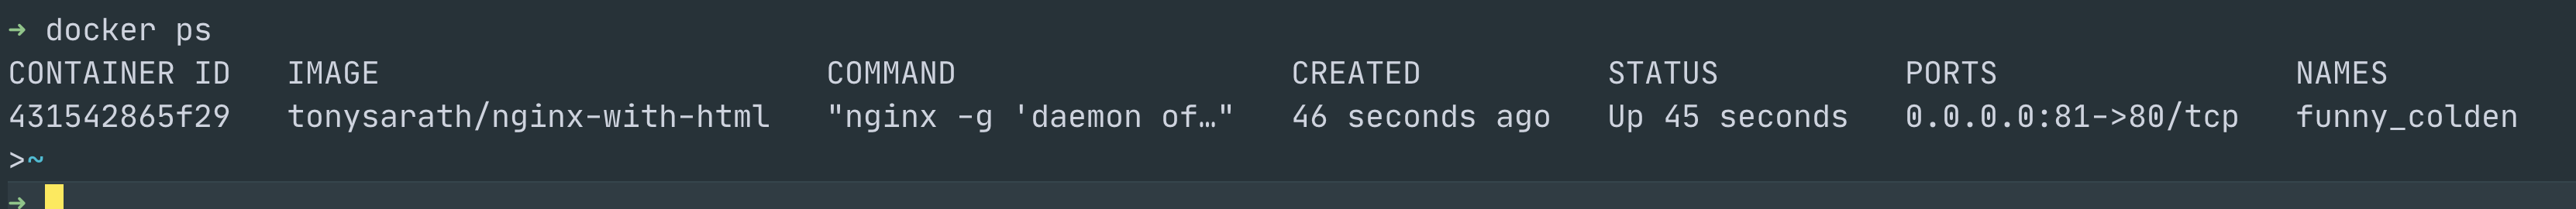 → docker ps
CONTAINER ID   IMAGE                         COMMAND                  CREATED          STATUS          PORTS                NAMES
431542865f29   tonysarath/nginx-with-html   "nginx -g 'daemon of…"   46 seconds ago   Up 45 seconds   0.0.0.0:81->80/tcp   funny_colden
>~
→